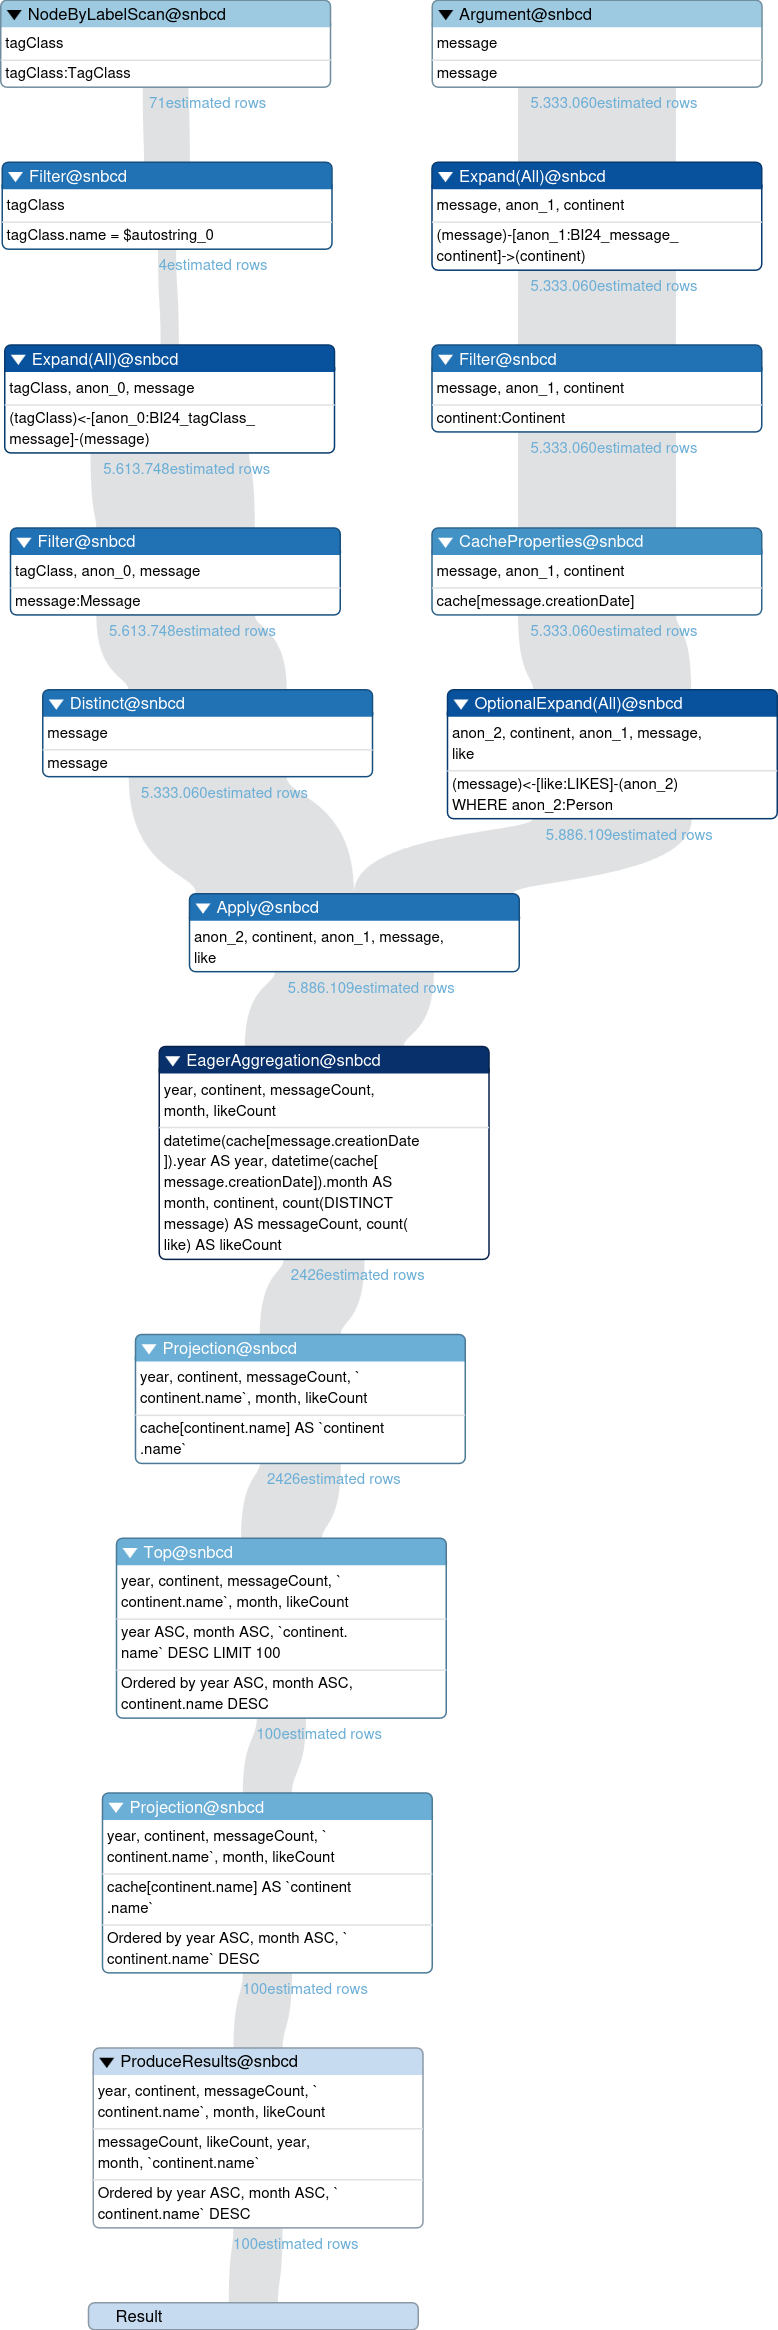 NodeByLabelScan@snbcd
tagClass
tagClass:TagClass
71estimated rows
Filter@snbcd
tagClass
tagClass.name = $autostring_0
4estimated rows
Expand(All)@snbcd
tagClass, anon_0, message
(tagClass)<-[anon_0:BI24_tagClass_
message]-(message)
5.613.748estimated rows
Filter@snbcd
tagClass, anon_0, message
message:Message
5.613.748estimated rows
Distinct@snbcd
message
message
5.333.060estimated rows
Argument@snbcd
message
message
5.333.060estimated rows
Expand(All)@snbcd
message, anon_1, continent
(message)-[anon_1:BI24_message_
continent]->(continent)
5.333.060estimated rows
Filter@snbcd
message, anon_1, continent
continent:Continent
5.333.060estimated rows
CacheProperties@snbcd
message, anon_1, continent
cache[message.creationDate]
5.333.060estimated rows
OptionalExpand(All)@snbcd
anon_2, continent, anon_1, message,
like
(message)<-[like:LIKES]-(anon_2)
WHERE anon_2:Person
5.886.109estimated rows
Apply@snbcd
anon_2, continent, anon_1, message,
like
5.886.109estimated rows
EagerAggregation@snbcd
year, continent, messageCount,
month, likeCount
datetime(cache[message.creationDate
]).year AS year, datetime(cache[
message.creationDate]).month AS
month, continent, count(DISTINCT
message) AS messageCount, count(
like) AS likeCount
2426estimated rows
Projection@snbcd
year, continent, messageCount, `
continent.name`, month, likeCount
cache[continent.name] AS `continent
.name`
2426estimated rows
Top@snbcd
year, continent, messageCount, `
continent.name`, month, likeCount
year ASC, month ASC, `continent.
name` DESC LIMIT 100
Ordered by year ASC, month ASC,
continent.name DESC
100estimated rows
Projection@snbcd
year, continent, messageCount, `
continent.name`, month, likeCount
cache[continent.name] AS `continent
.name`
Ordered by year ASC, month ASC, `
continent.name` DESC
100estimated rows
ProduceResults@snbcd
year, continent, messageCount, `
continent.name`, month, likeCount
messageCount, likeCount, year,
month, `continent.name`
Ordered by year ASC, month ASC, `
continent.name` DESC
100estimated rows
Result